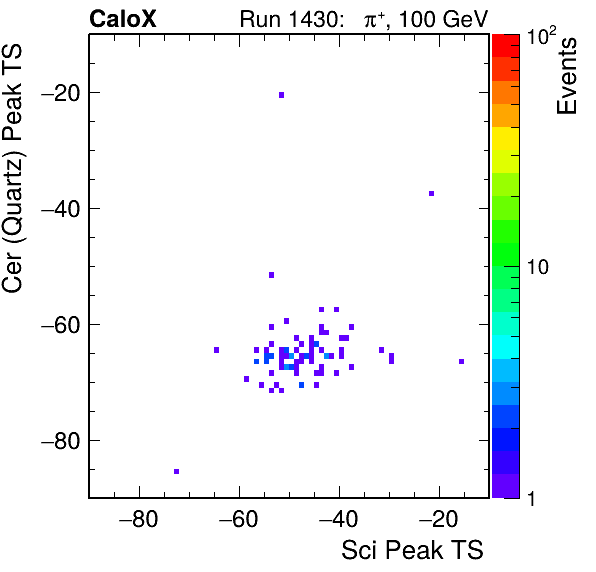 CaloX Run 1430: π+, 100 GeV
Cer (Quartz) Peak TS
−20
−40
−60
−80
−80 −60 −40 −20
Sci Peak TS
10²
10
1
Events